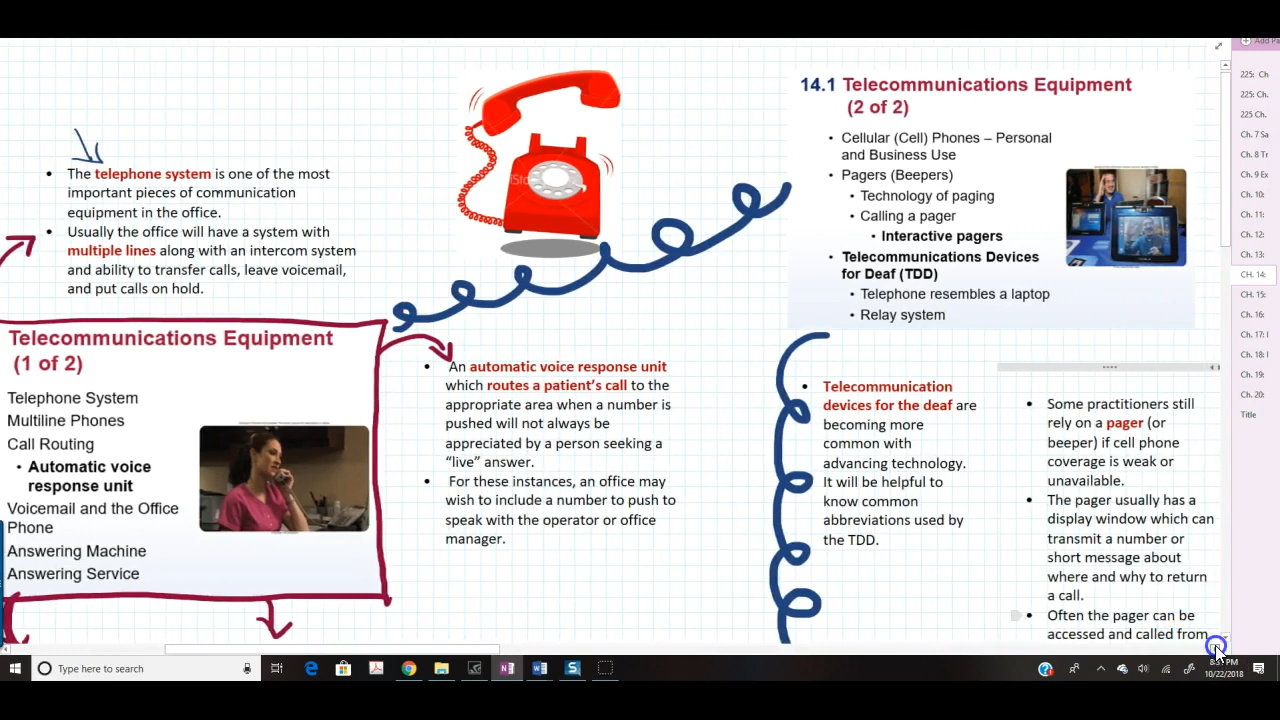 The telephone system is one of the most
important pieces of communication
equipment in the office.
Usually the office will have a system with
multiple lines along with an intercom system
and ability to transfer calls, leave voicemail,
and put calls on hold.
Telecommunications Equipment
(1 of 2)
Telephone System
Multiline Phones
Call Routing
• Automatic voice
response unit
Voicemail and the Office
Phone
Answering Machine
Answering Service
• An automatic voice response unit
which routes a patient's call to the
appropriate area when a number is
pushed will not always be
appreciated by a person seeking a
"live" answer.
• For these instances, an office may
wish to include a number to push to
speak with the operator or office
manager.
14.1 Telecommunications Equipment
(2 of 2)
• Cellular (Cell) Phones – Personal
and Business Use
• Pagers (Beepers)
• Technology of paging
• Calling a pager
• Interactive pagers
• Telecommunications Devices
for Deaf (TDD)
• Telephone resembles a laptop
• Relay system
• Telecommunication
devices for the deaf are
becoming more
common with
advancing technology.
It will be helpful to
know common
abbreviations used by
the TDD.
• Some practitioners still
rely on a pager (or
beeper) if cell phone
coverage is weak or
unavailable.
• The pager usually has a
display window which can
transmit a number or
short message about
where and why to return
a call.
• Often the pager can be
accessed and called from
Add Pa
225: Ch
225: Ch.
225 Ch.
Ch. 7 Sa
Ch. 8 Tr
Ch. 9 Ex
Ch. 10:
Ch. 11:
Ch. 12:
Ch. 13:
CH. 14:
CH. 15:
Ch. 16:
Ch. 17: I
Ch. 18: I
Ch. 19:
Ch. 20:
Title
Type here to search
10/22/2018